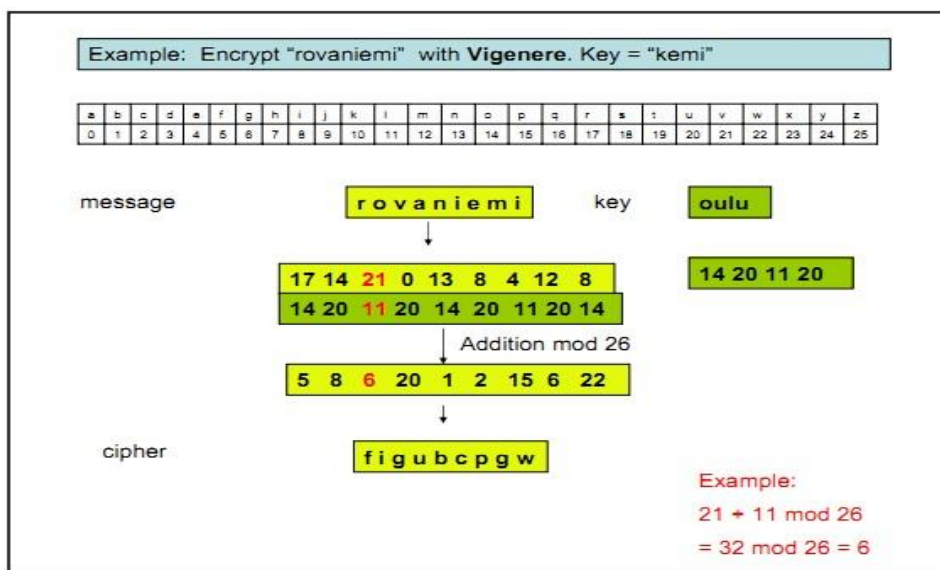 Example: Encrypt “rovaniemi” with Vigenere. Key = “kemi”
a b c d e f g h i j k l m n o p q r s t u v w x y z
0 1 2 3 4 5 6 7 8 9 10 11 12 13 14 15 16 17 18 19 20 21 22 23 24 25
message r o v a n i e m i key oulu
17 14 21 0 13 8 4 12 8 14 20 11 20
14 20 11 20 14 20 11 20 14
Addition mod 26
5 8 6 20 1 2 15 6 22
cipher f i g u b c p g w
Example:
21 + 11 mod 26
= 32 mod 26 = 6